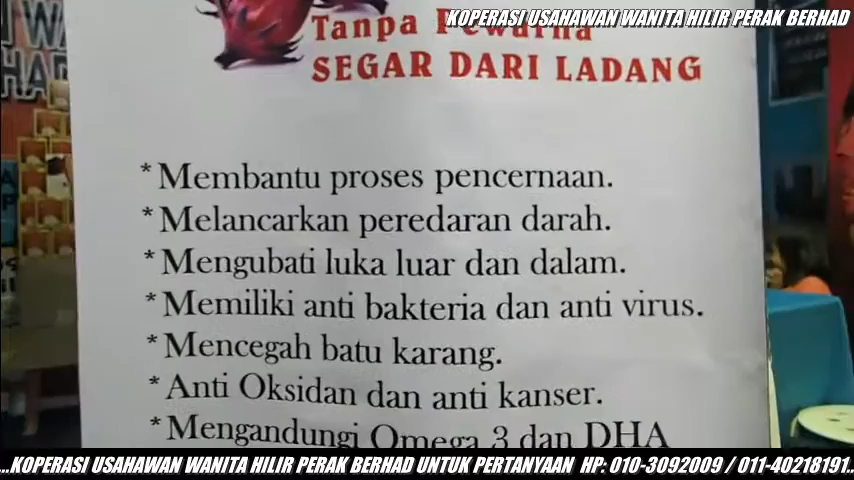 KOPERASI USAHAWAN WANITA HILIR PERAK BERHAD
Tanpa Pewarna
SEGAR DARI LADANG
*Membantu proses pencernaan.
*Melancarkan peredaran darah.
*Mengubati luka luar dan dalam.
*Memiliki anti bakteria dan anti virus.
*Mencegah batu karang.
*Anti Oksidan dan anti kanser.
*Mengandungi Omega 3 dan DHA
...KOPERASI USAHAWAN WANITA HILIR PERAK BERHAD UNTUK PERTANYAAN HP: 010-3092009 / 011-40218191..